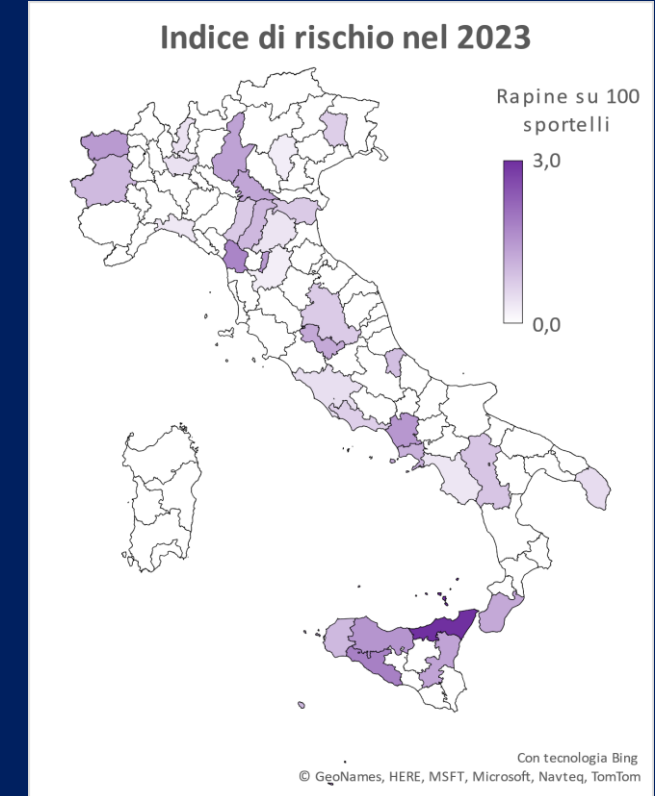 Indice di rischio nel 2023
Rapine su 100
sportelli
3,0
0,0
Con tecnologia Bing
© GeoNames, HERE, MSFT, Microsoft, Navteq, TomTom